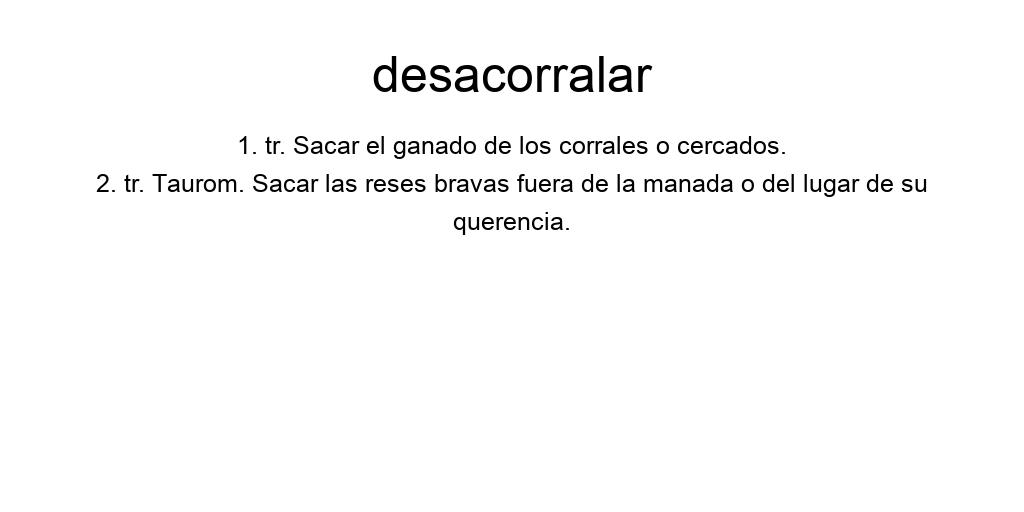 desacorralar
1. tr. Sacar el ganado de los corrales o cercados.
2. tr. Taurom. Sacar las reses bravas fuera de la manada o del lugar de su
querencia.